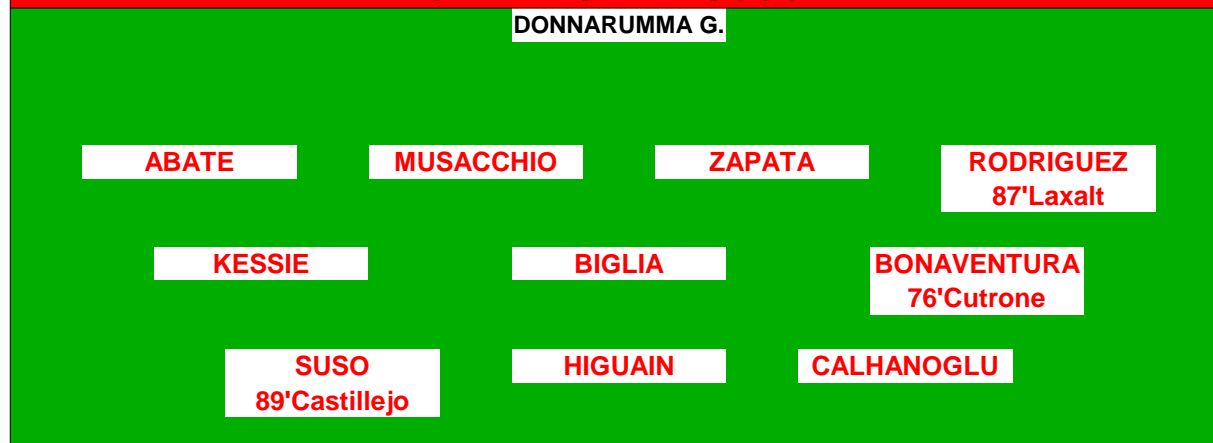 DONNARUMMA G.
ABATE MUSACCHIO ZAPATA RODRIGUEZ
87'Laxalt
KESSIE BIGLIA BONAVENTURA
76'Cutrone
SUSO HIGUAIN CALHANOGLU
89'Castillejo